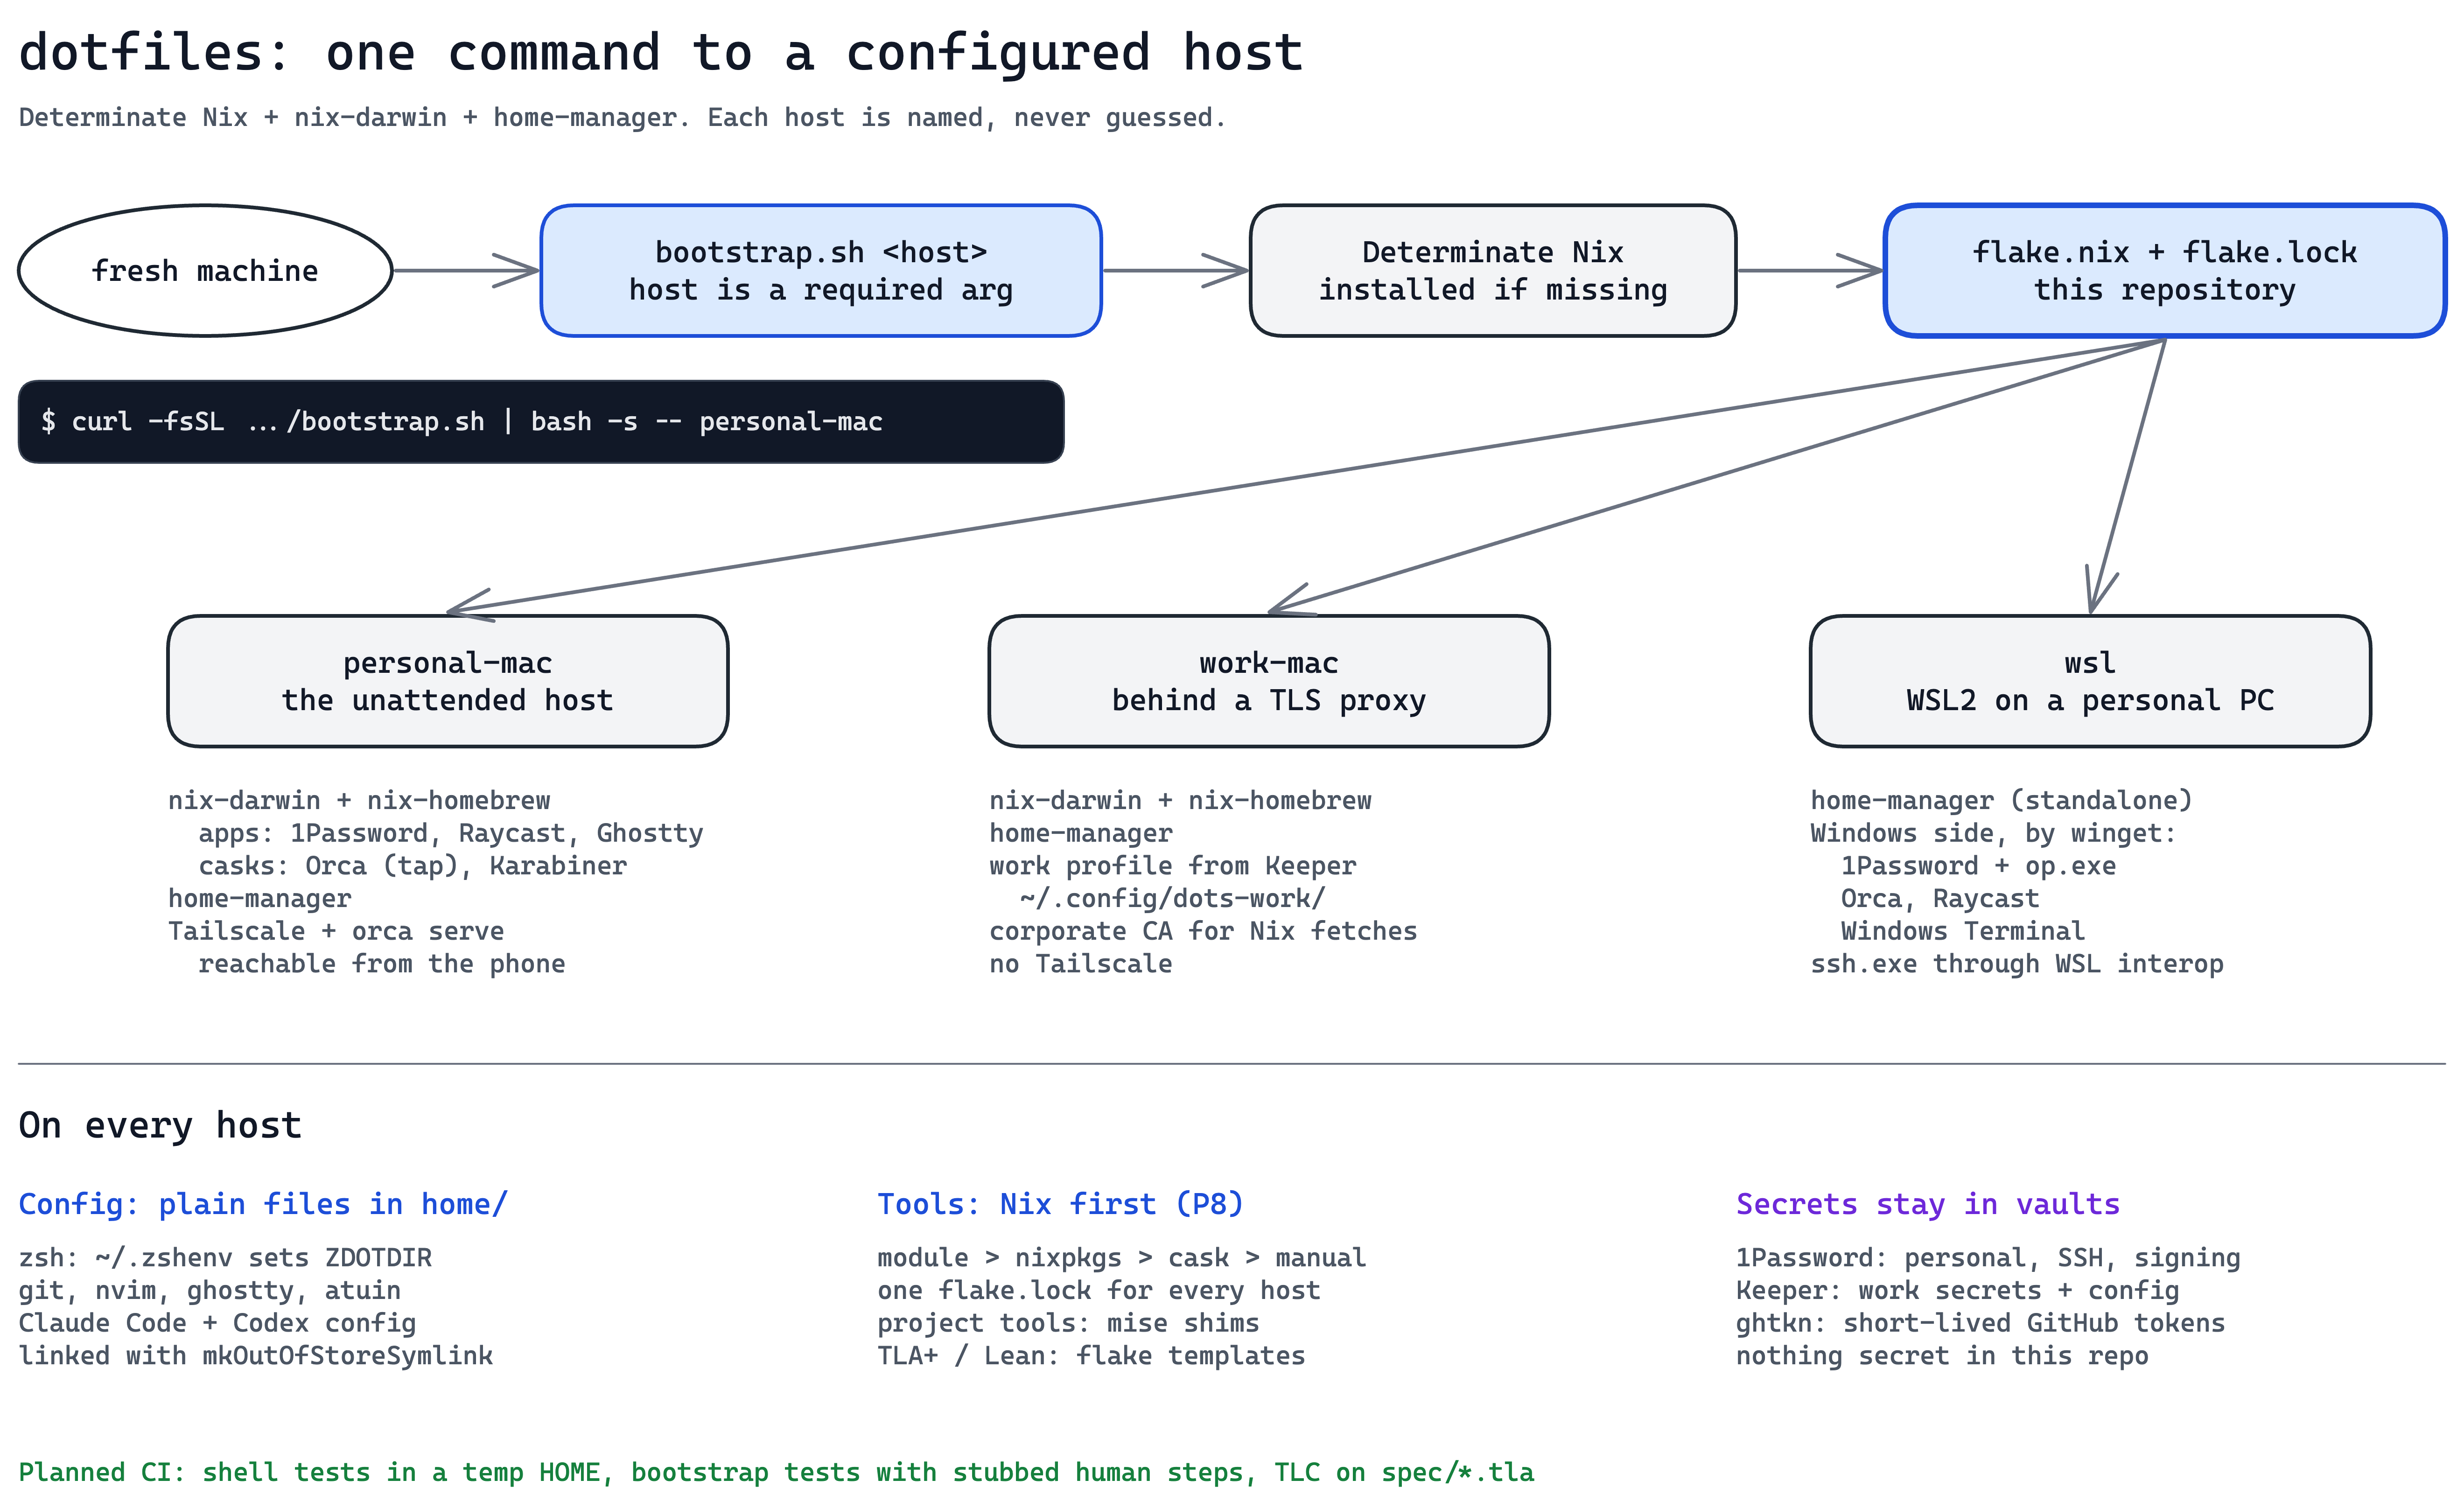 dotfiles: one command to a configured host
Determinate Nix + nix-darwin + home-manager. Each host is named, never guessed.
fresh machine
bootstrap.sh <host>
host is a required arg
Determinate Nix
installed if missing
flake.nix + flake.lock
this repository
$ curl -fsSL .../bootstrap.sh | bash -s -- personal-mac
personal-mac
the unattended host
work-mac
behind a TLS proxy
wsl
WSL2 on a personal PC
nix-darwin + nix-homebrew
apps: 1Password, Raycast, Ghostty
casks: Orca (tap), Karabiner
home-manager
Tailscale + orca serve
reachable from the phone
nix-darwin + nix-homebrew
home-manager
work profile from Keeper
~/.config/dots-work/
corporate CA for Nix fetches
no Tailscale
home-manager (standalone)
Windows side, by winget:
1Password + op.exe
Orca, Raycast
Windows Terminal
ssh.exe through WSL interop
On every host
Config: plain files in home/
zsh: ~/.zshenv sets ZDOTDIR
git, nvim, ghostty, atuin
Claude Code + Codex config
linked with mkOutOfStoreSymlink
Tools: Nix first (P8)
module > nixpkgs > cask > manual
one flake.lock for every host
project tools: mise shims
TLA+ / Lean: flake templates
Secrets stay in vaults
1Password: personal, SSH, signing
Keeper: work secrets + config
ghtkn: short-lived GitHub tokens
nothing secret in this repo
Planned CI: shell tests in a temp HOME, bootstrap tests with stubbed human steps, TLC on spec/*.tla